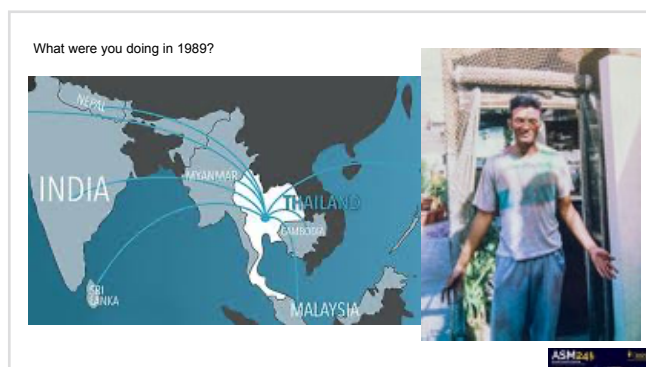 What were you doing in 1989?
NEPAL
INDIA
MYANMAR
THAILAND
CAMBODIA
SRI
LANKA
MALAYSIA
ASM24